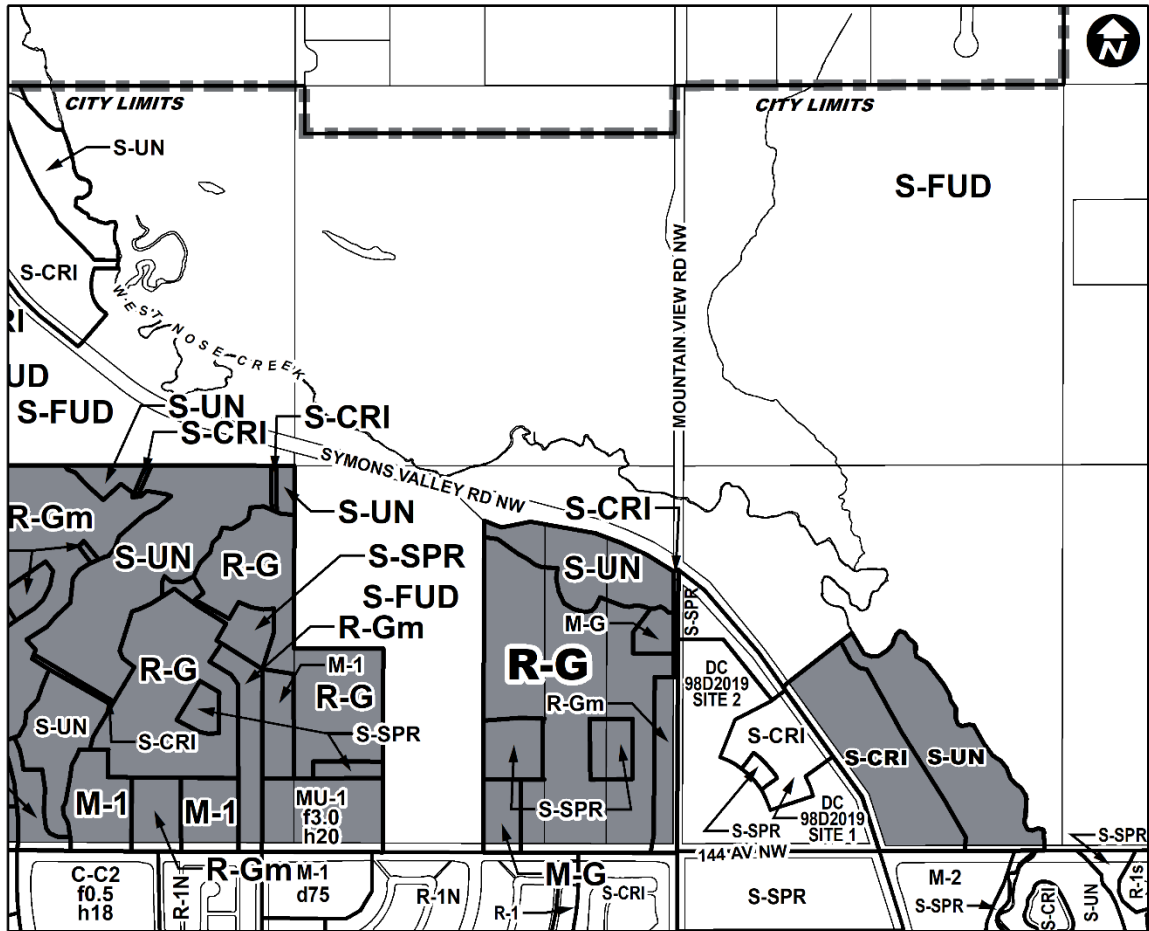 N
CITY LIMITS
CITY LIMITS
S-UN
S-FUD
MOUNTAIN VIEW RD NW
S-CRI
WEST NOSE CREEK
RI
UD
S-FUD
S-UN
S-CRI
S-CRI
SYMONS VALLEY RD NW
S-CRI
R-Gm
S-UN
S-UN
R-G
S-SPR
S-UN
S-FUD
S-SPR
M-G
R-Gm
R-G
M-1
R-G
R-G
DC
98D2019
SITE 2
R-Gm
S-UN
S-CRI
S-SPR
S-CRI
S-CRI
S-UN
M-1
M-1
MU-1
f3.0
h20
S-SPR
S-SPR
DC
98D2019
SITE 1
144 AV NW
S-SPR
C-C2
f0.5
h18
R-1N
R-Gm
M-1
d75
R-1N
R-1
M-G
S-CRI
S-SPR
M-2
S-SPR
S-CRI
S-UN
R-1s